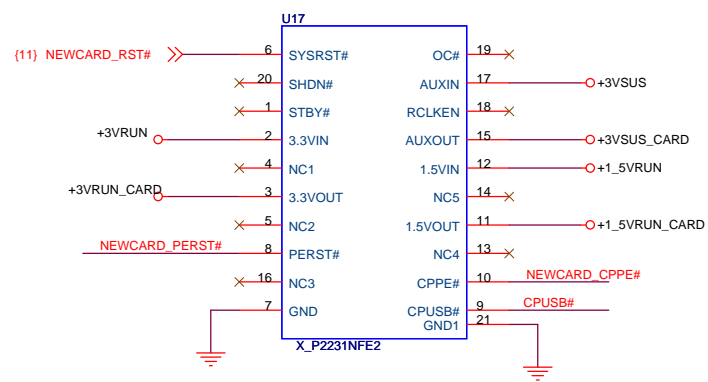 U17
{11} NEWCARD_RST# 6 SYSRST# OC# 19
20 SHDN# AUXIN 17 +3VSUS
1 STBY# RCLKEN 18
+3VRUN 2 3.3VIN AUXOUT 15 +3VSUS_CARD
4 NC1 1.5VIN 12 +1_5VRUN
+3VRUN_CARD 3 3.3VOUT NC5 14
5 NC2 1.5VOUT 11 +1_5VRUN_CARD
NEWCARD_PERST# 8 PERST# NC4 13
16 NC3 CPPE# 10 NEWCARD_CPPE#
7 GND CPUSB# 9 CPUSB#
GND1 21
X_P2231NFE2